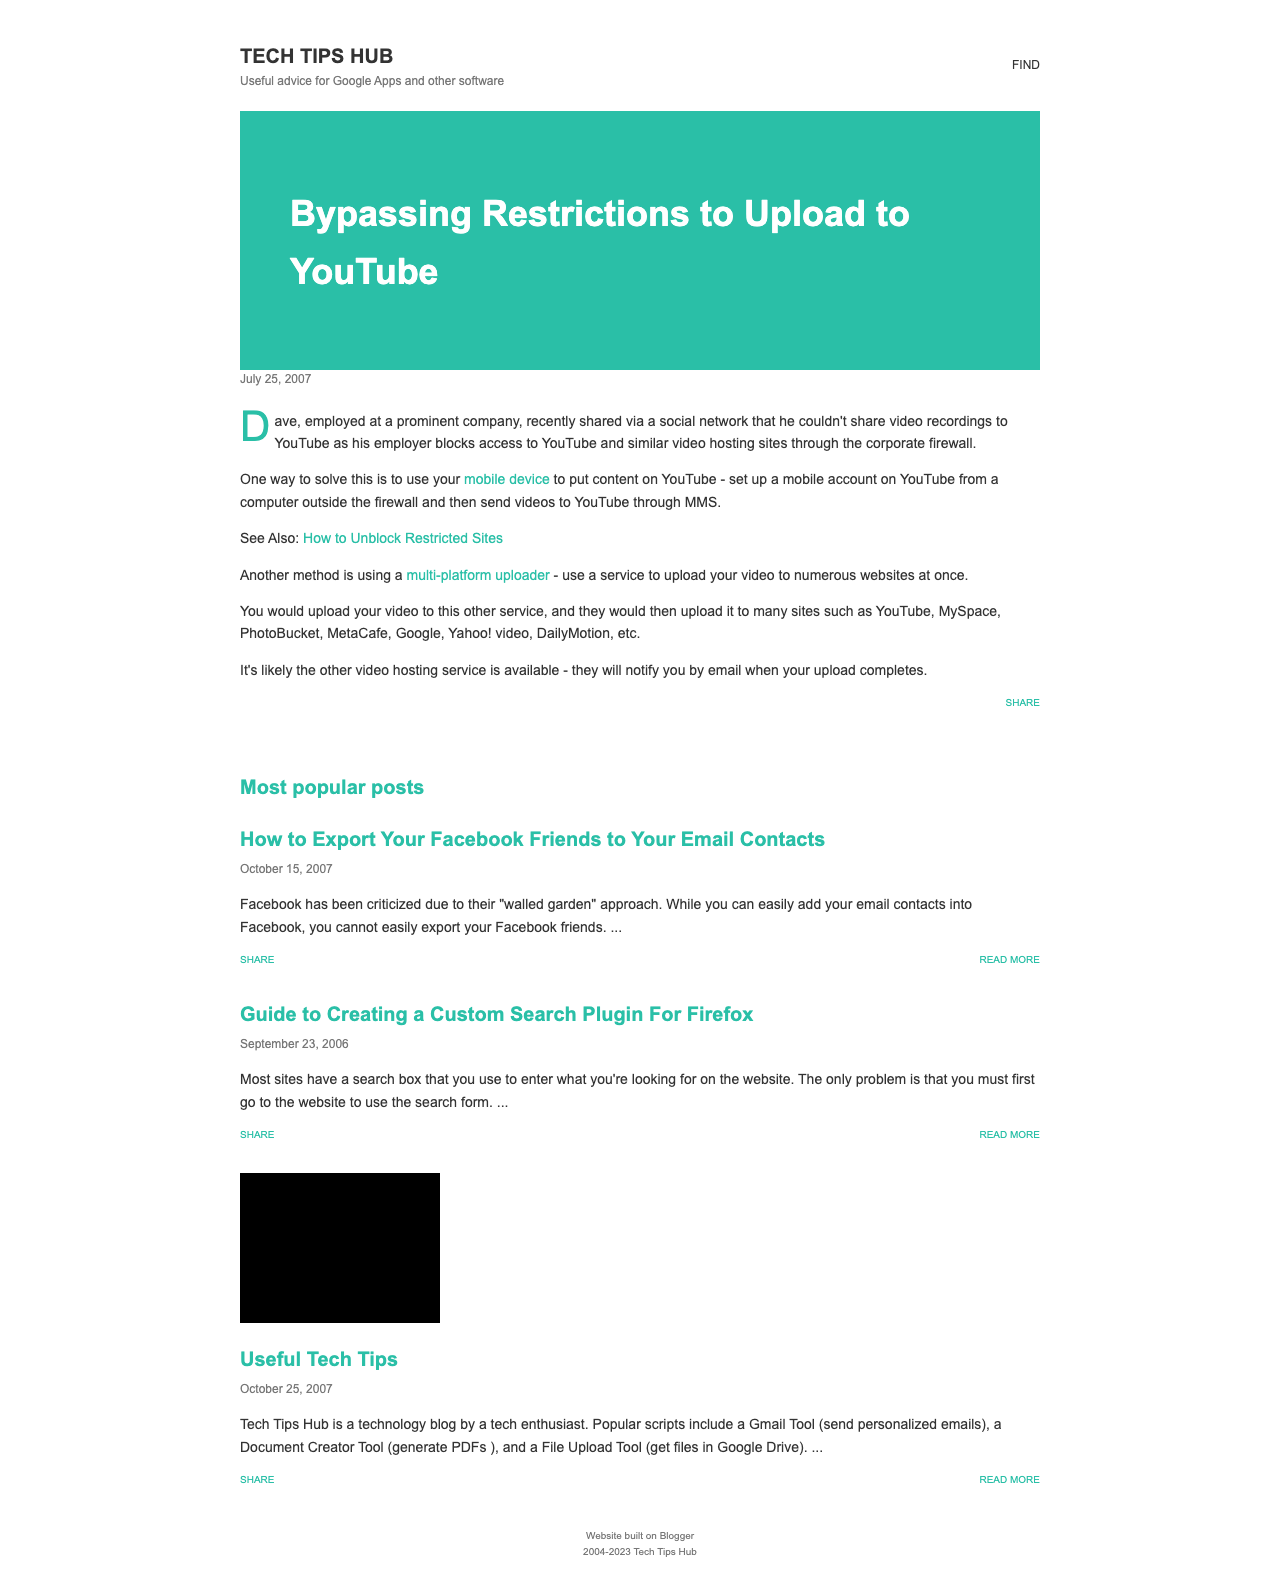 TECH TIPS HUB
Useful advice for Google Apps and other software
FIND
Bypassing Restrictions to Upload to
YouTube
July 25, 2007
Dave, employed at a prominent company, recently shared via a social network that he couldn't share video recordings to
YouTube as his employer blocks access to YouTube and similar video hosting sites through the corporate firewall.
One way to solve this is to use your mobile device to put content on YouTube - set up a mobile account on YouTube from a
computer outside the firewall and then send videos to YouTube through MMS.
See Also: How to Unblock Restricted Sites
Another method is using a multi-platform uploader - use a service to upload your video to numerous websites at once.
You would upload your video to this other service, and they would then upload it to many sites such as YouTube, MySpace,
PhotoBucket, MetaCafe, Google, Yahoo! video, DailyMotion, etc.
It's likely the other video hosting service is available - they will notify you by email when your upload completes.
SHARE
Most popular posts
How to Export Your Facebook Friends to Your Email Contacts
October 15, 2007
Facebook has been criticized due to their "walled garden" approach. While you can easily add your email contacts into
Facebook, you cannot easily export your Facebook friends. ...
SHARE
READ MORE
Guide to Creating a Custom Search Plugin For Firefox
September 23, 2006
Most sites have a search box that you use to enter what you're looking for on the website. The only problem is that you must first
go to the website to use the search form. ...
SHARE
READ MORE
Useful Tech Tips
October 25, 2007
Tech Tips Hub is a technology blog by a tech enthusiast. Popular scripts include a Gmail Tool (send personalized emails), a
Document Creator Tool (generate PDFs ), and a File Upload Tool (get files in Google Drive). ...
SHARE
READ MORE
Website built on Blogger
2004-2023 Tech Tips Hub